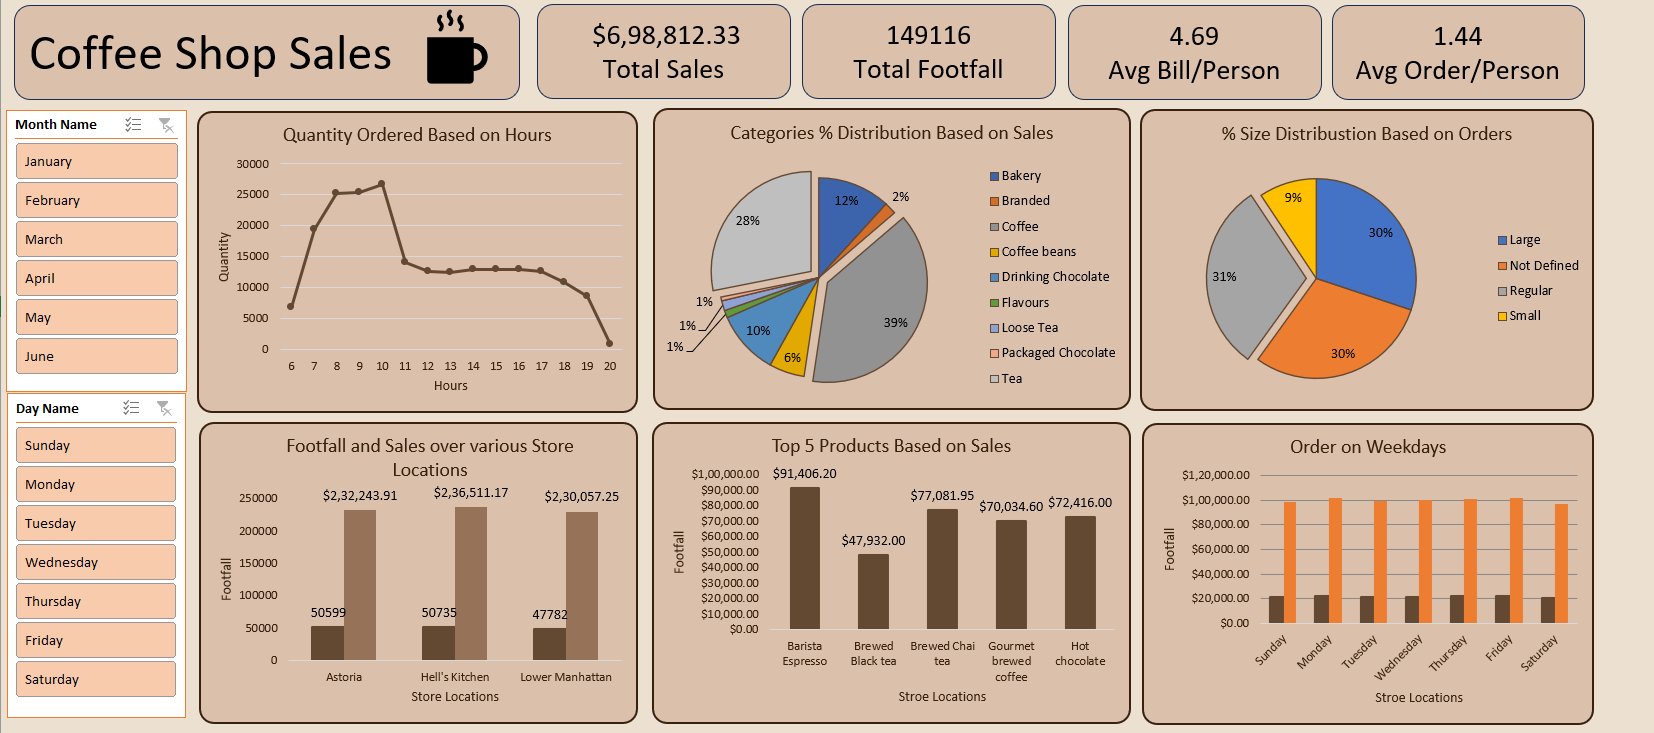 Coffee Shop Sales
$6,98,812.33
Total Sales
149116
Total Footfall
4.69
Avg Bill/Person
1.44
Avg Order/Person
Month Name
January
February
March
April
May
June
Day Name
Sunday
Monday
Tuesday
Wednesday
Thursday
Friday
Saturday
Quantity Ordered Based on Hours
30000
25000
20000
15000
10000
5000
0
Quantity
6 7 8 9 10 11 12 13 14 15 16 17 18 19 20
Hours
Categories % Distribution Based on Sales
12%
2%
39%
6%
10%
1%
1%
1%
28%
Bakery
Branded
Coffee
Coffee beans
Drinking Chocolate
Flavours
Loose Tea
Packaged Chocolate
Tea
% Size Distribustion Based on Orders
30%
30%
31%
9%
Large
Not Defined
Regular
Small
Footfall and Sales over various Store
Locations
250000
200000
150000
100000
50000
0
Footfall
$2,32,243.91
$2,36,511.17
$2,30,057.25
50599
50735
47782
Astoria
Hell's Kitchen
Lower Manhattan
Store Locations
Top 5 Products Based on Sales
$1,00,000.00
$90,000.00
$80,000.00
$70,000.00
$60,000.00
$50,000.00
$40,000.00
$30,000.00
$20,000.00
$10,000.00
$0.00
Footfall
$91,406.20
$47,932.00
$77,081.95
$70,034.60
$72,416.00
Barista
Espresso
Brewed
Black tea
Brewed Chai
tea
Gourmet
brewed
coffee
Hot
chocolate
Stroe Locations
Order on Weekdays
$1,20,000.00
$1,00,000.00
$80,000.00
$60,000.00
$40,000.00
$20,000.00
$0.00
Footfall
Sunday
Monday
Tuesday
Wednesday
Thursday
Friday
Saturday
Stroe Locations